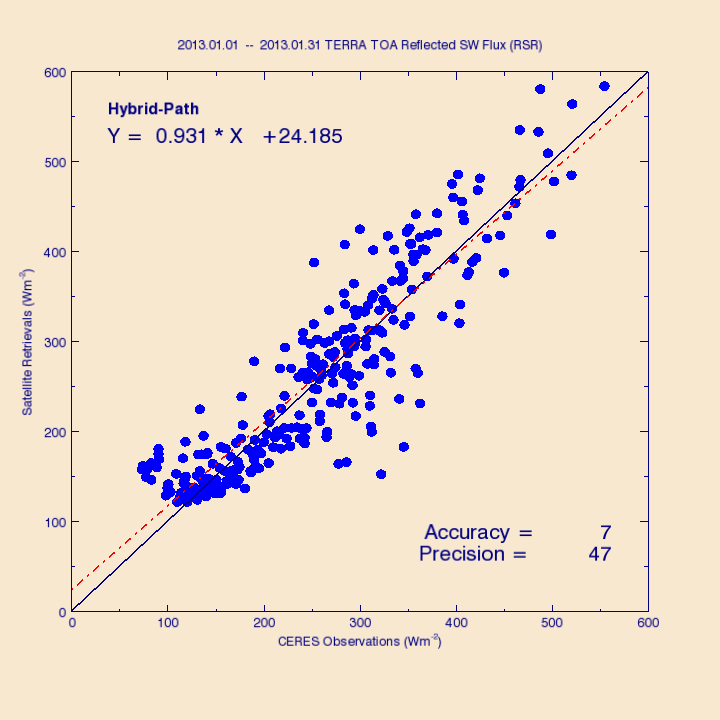 2013.01.01 -- 2013.01.31 TERRA TOA Reflected SW Flux (RSR)
600
Hybrid-Path
Y = 0.931 * X +24.185
500
400
300
200
100
0
Satellite Retrievals (Wm⁻²)
Accuracy = 7
Precision = 47
0 100 200 300 400 500 600
CERES Observations (Wm⁻²)